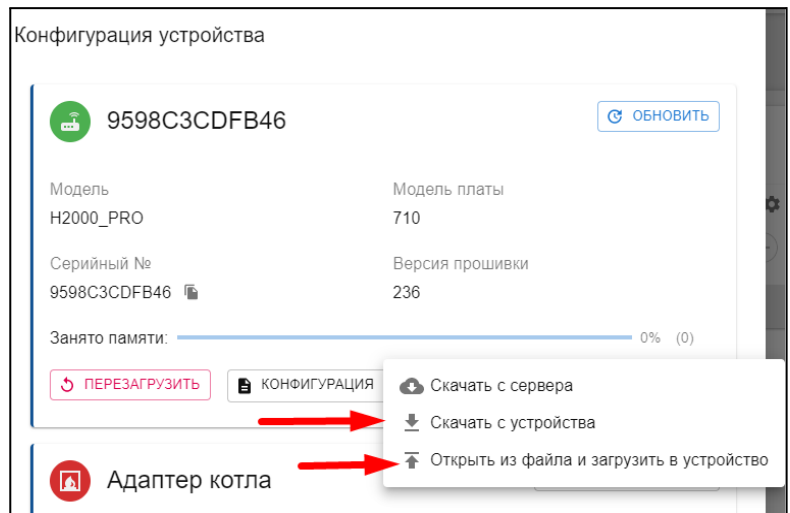 Конфигурация устройства
9598C3CDFB46
ОБНОВИТЬ
Модель
Модель платы
H2000_PRO
710
Серийный №
Версия прошивки
9598C3CDFB46
236
Занято памяти:
0% (0)
ПЕРЕЗАГРУЗИТЬ
КОНФИГУРАЦИЯ
Скачать с сервера
Скачать с устройства
Открыть из файла и загрузить в устройство
Адаптер котла